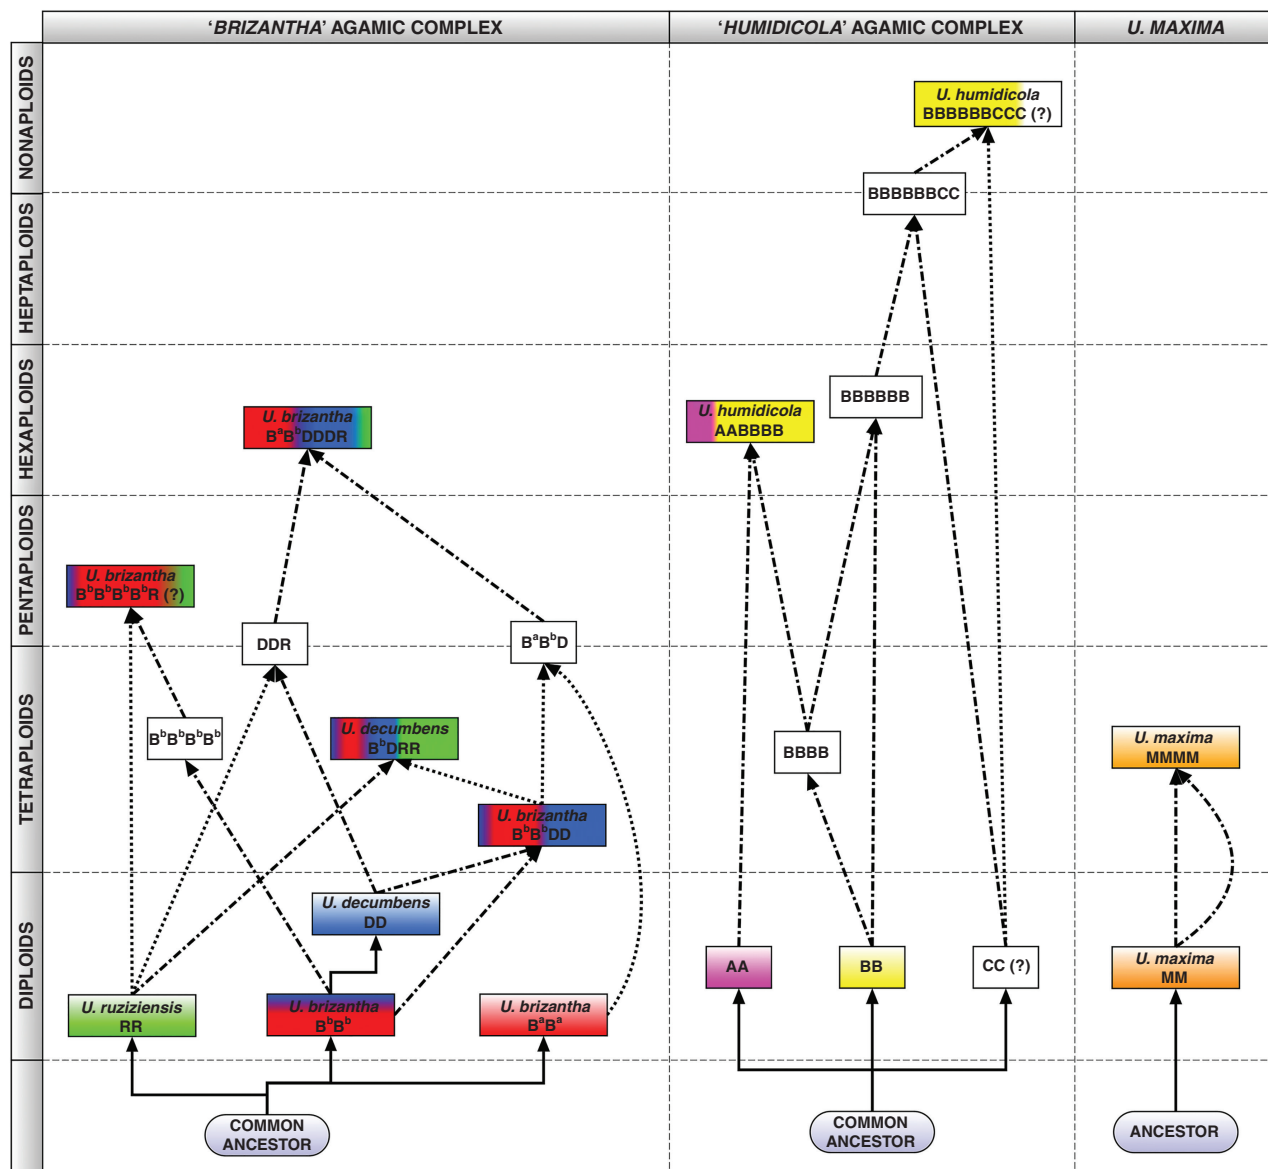 'BRIZANTHA' AGAMIC COMPLEX
'HUMIDICOLA' AGAMIC COMPLEX
U. MAXIMA
NONAPLOIDS
U. humidicola
BBBBBBCCC (?)
HEPTAPLOIDS
BBBBBBCC
HEXAPLOIDS
U. brizantha
BᵃBᵇDDDR
U. humidicola
AABBBB
BBBBBB
PENTAPLOIDS
U. brizantha
BᵇBᵇBᵇBᵇR (?)
DDR
BᵃBᵇD
TETRAPLOIDS
BᵇBᵇBᵇBᵇ
U. decumbens
BᵇDRR
U. brizantha
BᵇBᵇDD
BBBB
U. maxima
MMMM
DIPLOIDS
U. decumbens
DD
U. ruziziensis
RR
U. brizantha
BᵇBᵇ
U. brizantha
BᵃBᵃ
AA
BB
CC (?)
U. maxima
MM
COMMON
ANCESTOR
COMMON
ANCESTOR
ANCESTOR